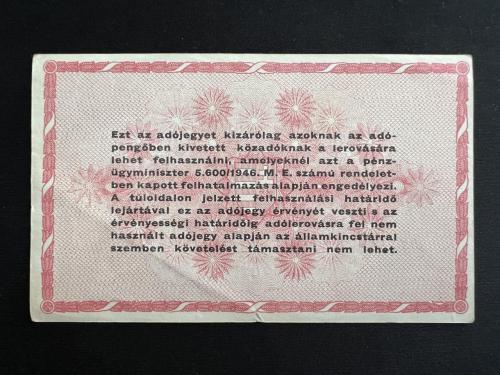 Ezt az adójegyet kizárólag azoknak az adó-
pengőben kivetett közadóknak a lerovására
lehet felhasználni, amelyeknél azt a pénz-
ügyminiszter 5.600/1946. M. E. számú rendelet-
ben kapott felhatalmazás alapján engedélyezi.
A túloldalon jelzett felhasználási határidő
lejártával ez az adójegy érvényét veszti s az
érvényességi határidőig adólerovásra fel nem
használt adójegy alapján az államkincstárral
szemben követelést támasztani nem lehet.